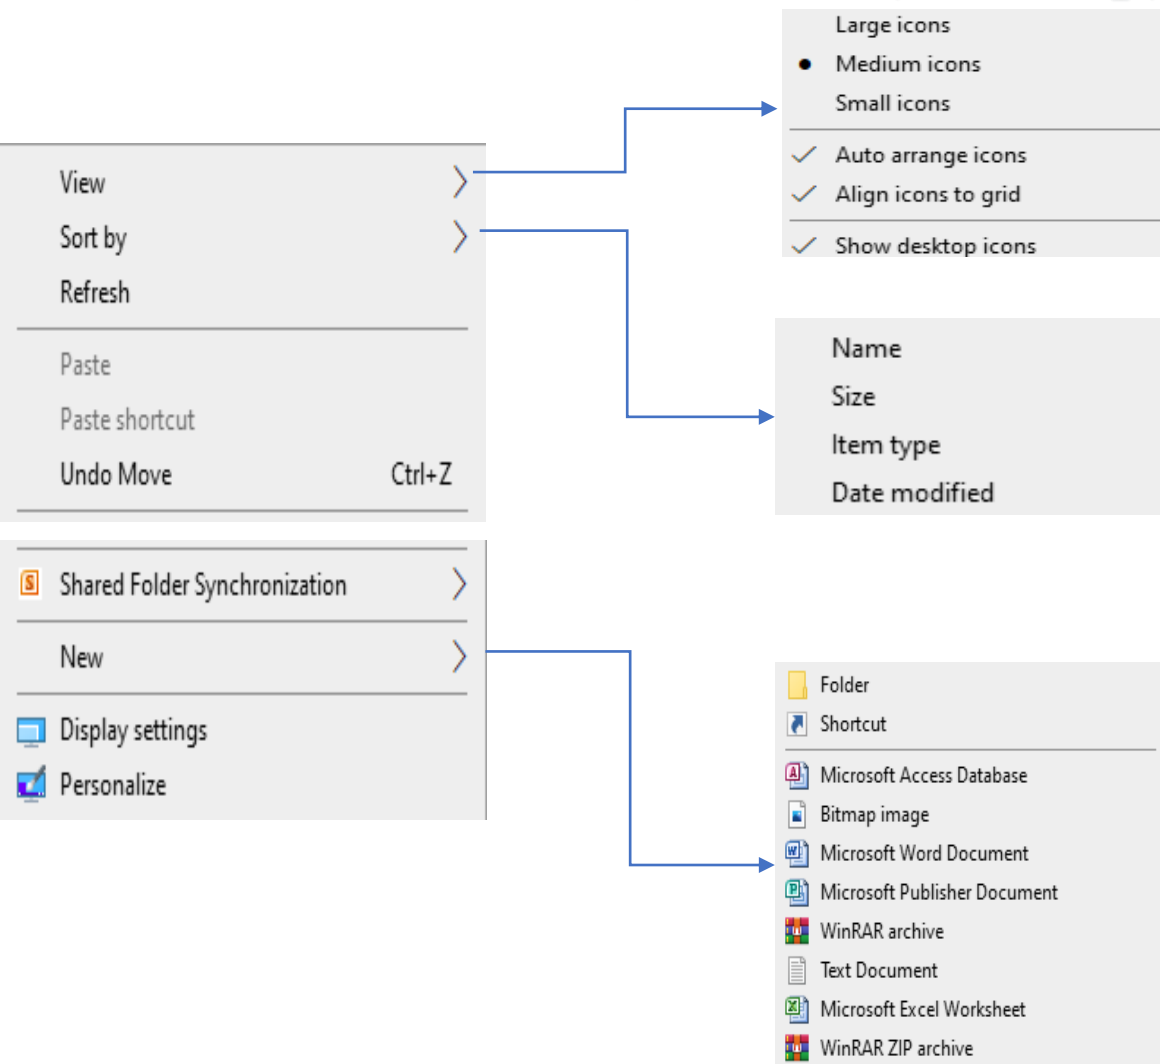 View
Sort by
Refresh
Paste
Paste shortcut
Undo Move Ctrl+Z
Shared Folder Synchronization
New
Display settings
Personalize
Large icons
Medium icons
Small icons
Auto arrange icons
Align icons to grid
Show desktop icons
Name
Size
Item type
Date modified
Folder
Shortcut
Microsoft Access Database
Bitmap image
Microsoft Word Document
Microsoft Publisher Document
WinRAR archive
Text Document
Microsoft Excel Worksheet
WinRAR ZIP archive